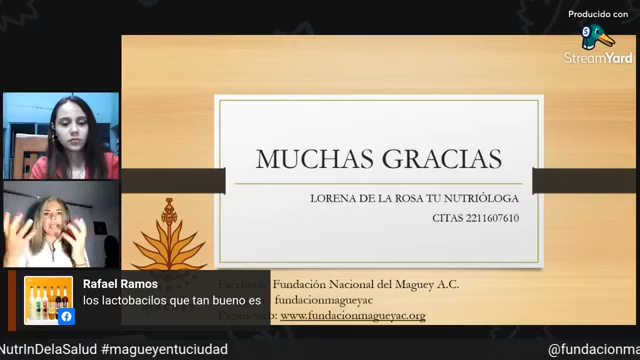 Producido con
StreamYard
MUCHAS GRACIAS
LORENA DE LA ROSA TU NUTRIÓLOGA
CITAS 2211607610
Facebook: Fundación Nacional del Maguey A.C.
fundacionmagueyac
Página web: www.fundacionmagueyac.org
Rafael Ramos
los lactobacilos que tan bueno es
NutrInDelaSalud #magueyentuciudad
@fundacionma